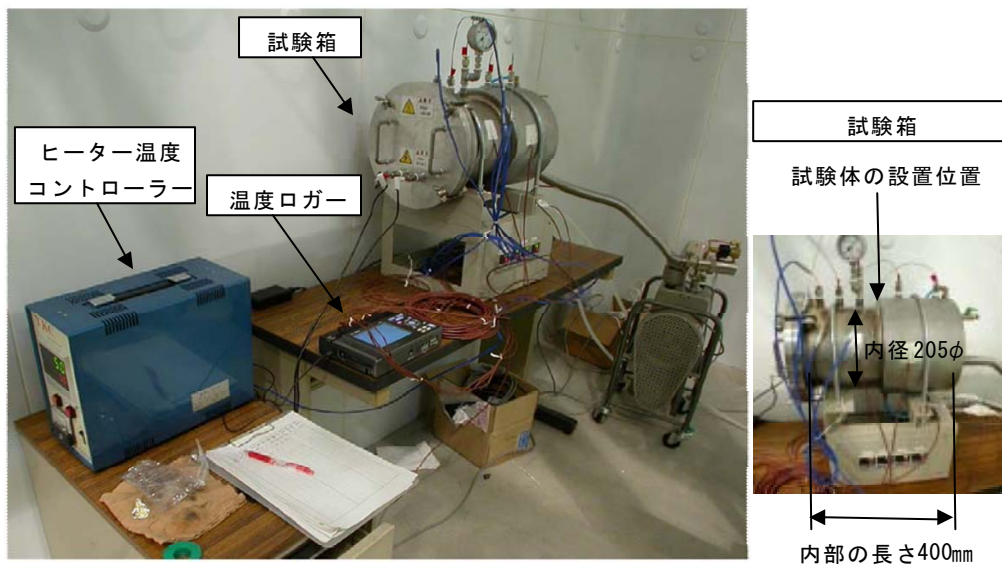 試験箱
ヒーター温度
コントローラー
温度ロガー
試験箱
試験体の設置位置
内径205φ
内部の長さ400㎜